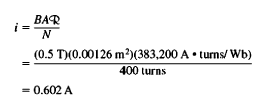 i = BAℛ / N
= (0.5 T)(0.00126 m²)(383,200 A • turns/ Wb) / 400 turns
= 0.602 A